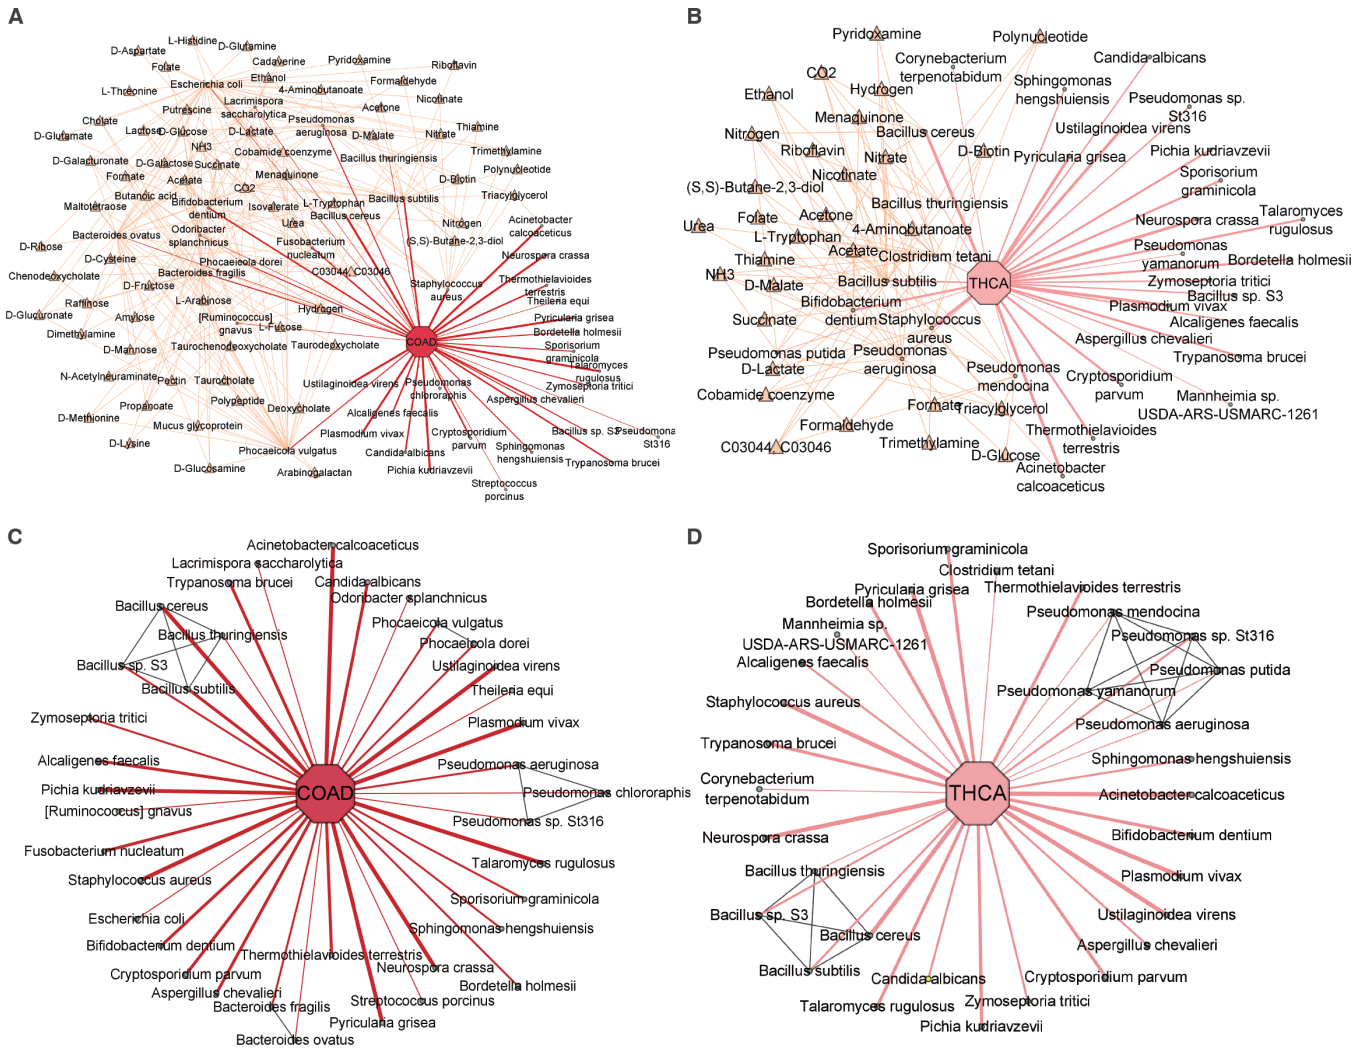 A
L-Histidine
D-Aspartate
D-Glutamine
Folate
Cadaverine
Pyridoxamine
Riboflavin
Escherichia coli
Ethanol
Formaldehyde
L-Threonine
4-Aminobutanoate
Nicotinate
Putrescine
Lacrimispora
saccharolytica
Acetone
Cholate
Pseudomonas
aeruginosa
Thiamine
D-Glutamate
Lactose
D-Glucose
D-Lactate
D-Malate
Nitrate
NH3
Cobamide coenzyme
Trimethylamine
D-Galacturonate
D-Galactose
Succinate
Bacillus thuringiensis
Polynucleotide
Formate
Acetate
Menaquinone
D-Biotin
Butanoic acid
CO2
Triacylglycerol
Maltotetraose
Bifidobacterium
dentium
Isovalerate
L-Tryptophan
Bacillus subtilis
Bacillus cereus
Bacteroides ovatus
Odoribacter
splanchnicus
Urea
Nitrogen
Acinetobacter
calcoaceticus
D-Ribose
Fusobacterium
nucleatum
(S,S)-Butane-2,3-diol
D-Cysteine
Phocaeicola dorei
Neurospora crassa
Chenodeoxycholate
Bacteroides fragilis
C03044, C03046
D-Fructose
Staphylococcus
aureus
Thermothielavioides
terrestris
Raffinose
L-Arabinose
Theileria equi
D-Glucuronate
Amylose
[Ruminococcus]
gnavus
Hydrogen
Pyricularia grisea
Dimethylamine
L-Fucose
Bordetella holmesii
D-Mannose
Taurochenodeoxycholate
Taurodeoxycholate
COAD
Sporisorium
graminicola
Talaromyces
rugulosus
N-Acetylneuraminate
Pectin
Taurocholate
Ustilaginoidea virens
Pseudomonas
chlororaphis
Zymoseptoria tritici
Aspergillus chevalieri
Propanoate
Polypeptide
Deoxycholate
Alcaligenes faecalis
D-Methionine
Mucus glycoprotein
Plasmodium vivax
Cryptosporidium
parvum
Bacillus sp. S3
Pseudomona
St316
D-Lysine
Phocaeicola vulgatus
Candida albicans
Sphingomonas
hengshuiensis
D-Glucosamine
Arabinogalactan
Pichia kudriavzevii
Trypanosoma brucei
Streptococcus
porcinus
B
Pyridoxamine
Polynucleotide
Corynebacterium
terpenotabidum
Candida albicans
CO2
Hydrogen
Sphingomonas
hengshuiensis
Ethanol
Pseudomonas sp.
St316
Menaquinone
Nitrogen
Bacillus cereus
Ustilaginoidea virens
Riboflavin
Nitrate
D-Biotin
Pyricularia grisea
Pichia kudriavzevii
Nicotinate
(S,S)-Butane-2,3-diol
Sporisorium
graminicola
Bacillus thuringiensis
Urea
Folate
Acetone
Neurospora crassa
Talaromyces
rugulosus
L-Tryptophan
4-Aminobutanoate
Thiamine
Acetate
Clostridium tetani
Pseudomonas
yamanorum
Bordetella holmesii
NH3
D-Malate
Bacillus subtilis
THCA
Zymoseptoria tritici
Bacillus sp. S3
Bifidobacterium
dentium
Plasmodium vivax
Succinate
Staphylococcus
aureus
Alcaligenes faecalis
Aspergillus chevalieri
Pseudomonas putida
Pseudomonas
aeruginosa
Trypanosoma brucei
D-Lactate
Pseudomonas
mendocina
Cryptosporidium
parvum
Cobamide coenzyme
Mannheimia sp.
USDA-ARS-USMARC-1261
Formate
Triacylglycerol
Formaldehyde
Thermothielavioides
terrestris
C03044, C03046
Trimethylamine
D-Glucose
Acinetobacter
calcoaceticus
C
Acinetobacter calcoaceticus
Lacrimispora saccharolytica
Trypanosoma brucei
Candida albicans
Odoribacter splanchnicus
Bacillus cereus
Phocaeicola vulgatus
Bacillus thuringiensis
Phocaeicola dorei
Bacillus sp. S3
Ustilaginoidea virens
Bacillus subtilis
Theileria equi
Zymoseptoria tritici
Plasmodium vivax
Alcaligenes faecalis
Pseudomonas aeruginosa
Pichia kudriavzevii
COAD
Pseudomonas chlororaphis
[Ruminococcus] gnavus
Pseudomonas sp. St316
Fusobacterium nucleatum
Talaromyces rugulosus
Staphylococcus aureus
Sporisorium graminicola
Escherichia coli
Sphingomonas hengshuiensis
Bifidobacterium dentium
Thermothielavioides terrestris
Cryptosporidium parvum
Neurospora crassa
Aspergillus chevalieri
Bordetella holmesii
Bacteroides fragilis
Streptococcus porcinus
Pyricularia grisea
Bacteroides ovatus
D
Sporisorium graminicola
Clostridium tetani
Pyricularia grisea
Thermothielavioides terrestris
Bordetella holmesii
Pseudomonas mendocina
Mannheimia sp.
USDA-ARS-USMARC-1261
Pseudomonas sp. St316
Alcaligenes faecalis
Pseudomonas putida
Pseudomonas yamanorum
Staphylococcus aureus
Pseudomonas aeruginosa
Trypanosoma brucei
Sphingomonas hengshuiensis
Corynebacterium
terpenotabidum
THCA
Acinetobacter calcoaceticus
Neurospora crassa
Bifidobacterium dentium
Bacillus thuringiensis
Plasmodium vivax
Bacillus sp. S3
Ustilaginoidea virens
Bacillus cereus
Aspergillus chevalieri
Bacillus subtilis
Candida albicans
Cryptosporidium parvum
Talaromyces rugulosus
Zymoseptoria tritici
Pichia kudriavzevii